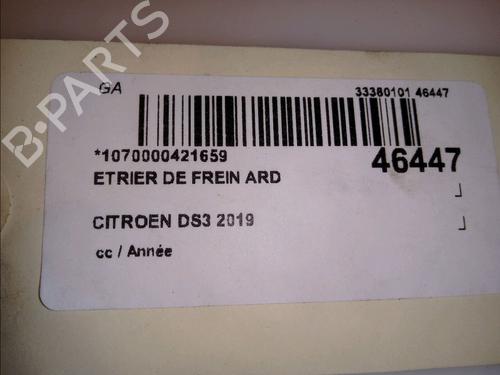 B-PARTS
GA
33380101 46447
*1070000421659
46447
ETRIER DE FREIN ARD
CITROEN DS3 2019
cc / Année